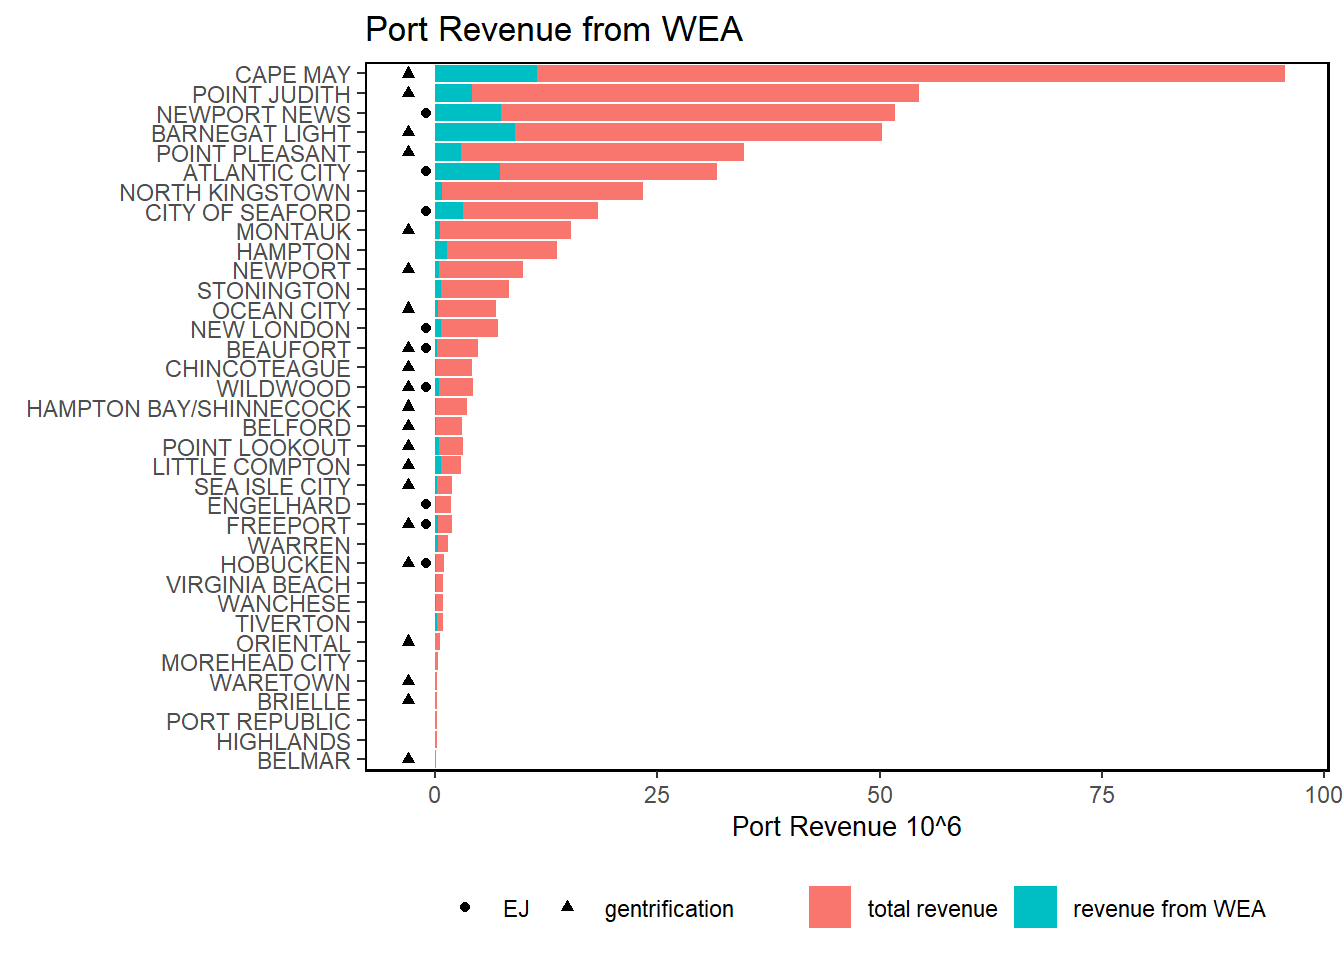 Port Revenue from WEA
CAPE MAY
POINT JUDITH
NEWPORT NEWS
BARNEGAT LIGHT
POINT PLEASANT
ATLANTIC CITY
NORTH KINGSTOWN
CITY OF SEAFORD
MONTAUK
HAMPTON
NEWPORT
STONINGTON
OCEAN CITY
NEW LONDON
BEAUFORT
CHINCOTEAGUE
WILDWOOD
HAMPTON BAY/SHINNECOCK
BELFORD
POINT LOOKOUT
LITTLE COMPTON
SEA ISLE CITY
ENGELHARD
FREEPORT
WARREN
HOBUCKEN
VIRGINIA BEACH
WANCHESE
TIVERTON
ORIENTAL
MOREHEAD CITY
WARETOWN
BRIELLE
PORT REPUBLIC
HIGHLANDS
BELMAR
0 25 50 75 100
Port Revenue 10^6
EJ gentrification total revenue revenue from WEA